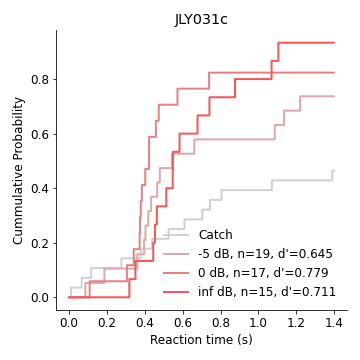 JLY031c
Cummulative Probability
0.8
0.6
0.4
0.2
0.0
Catch
-5 dB, n=19, d'=0.645
0 dB, n=17, d'=0.779
inf dB, n=15, d'=0.711
0.0 0.2 0.4 0.6 0.8 1.0 1.2 1.4
Reaction time (s)